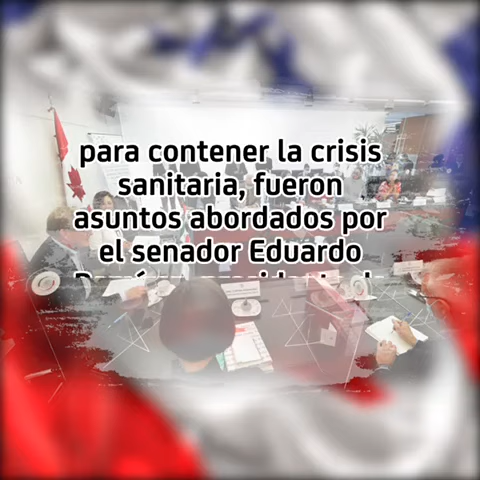 para contener la crisis
sanitaria, fueron
asuntos abordados por
el senador Eduardo